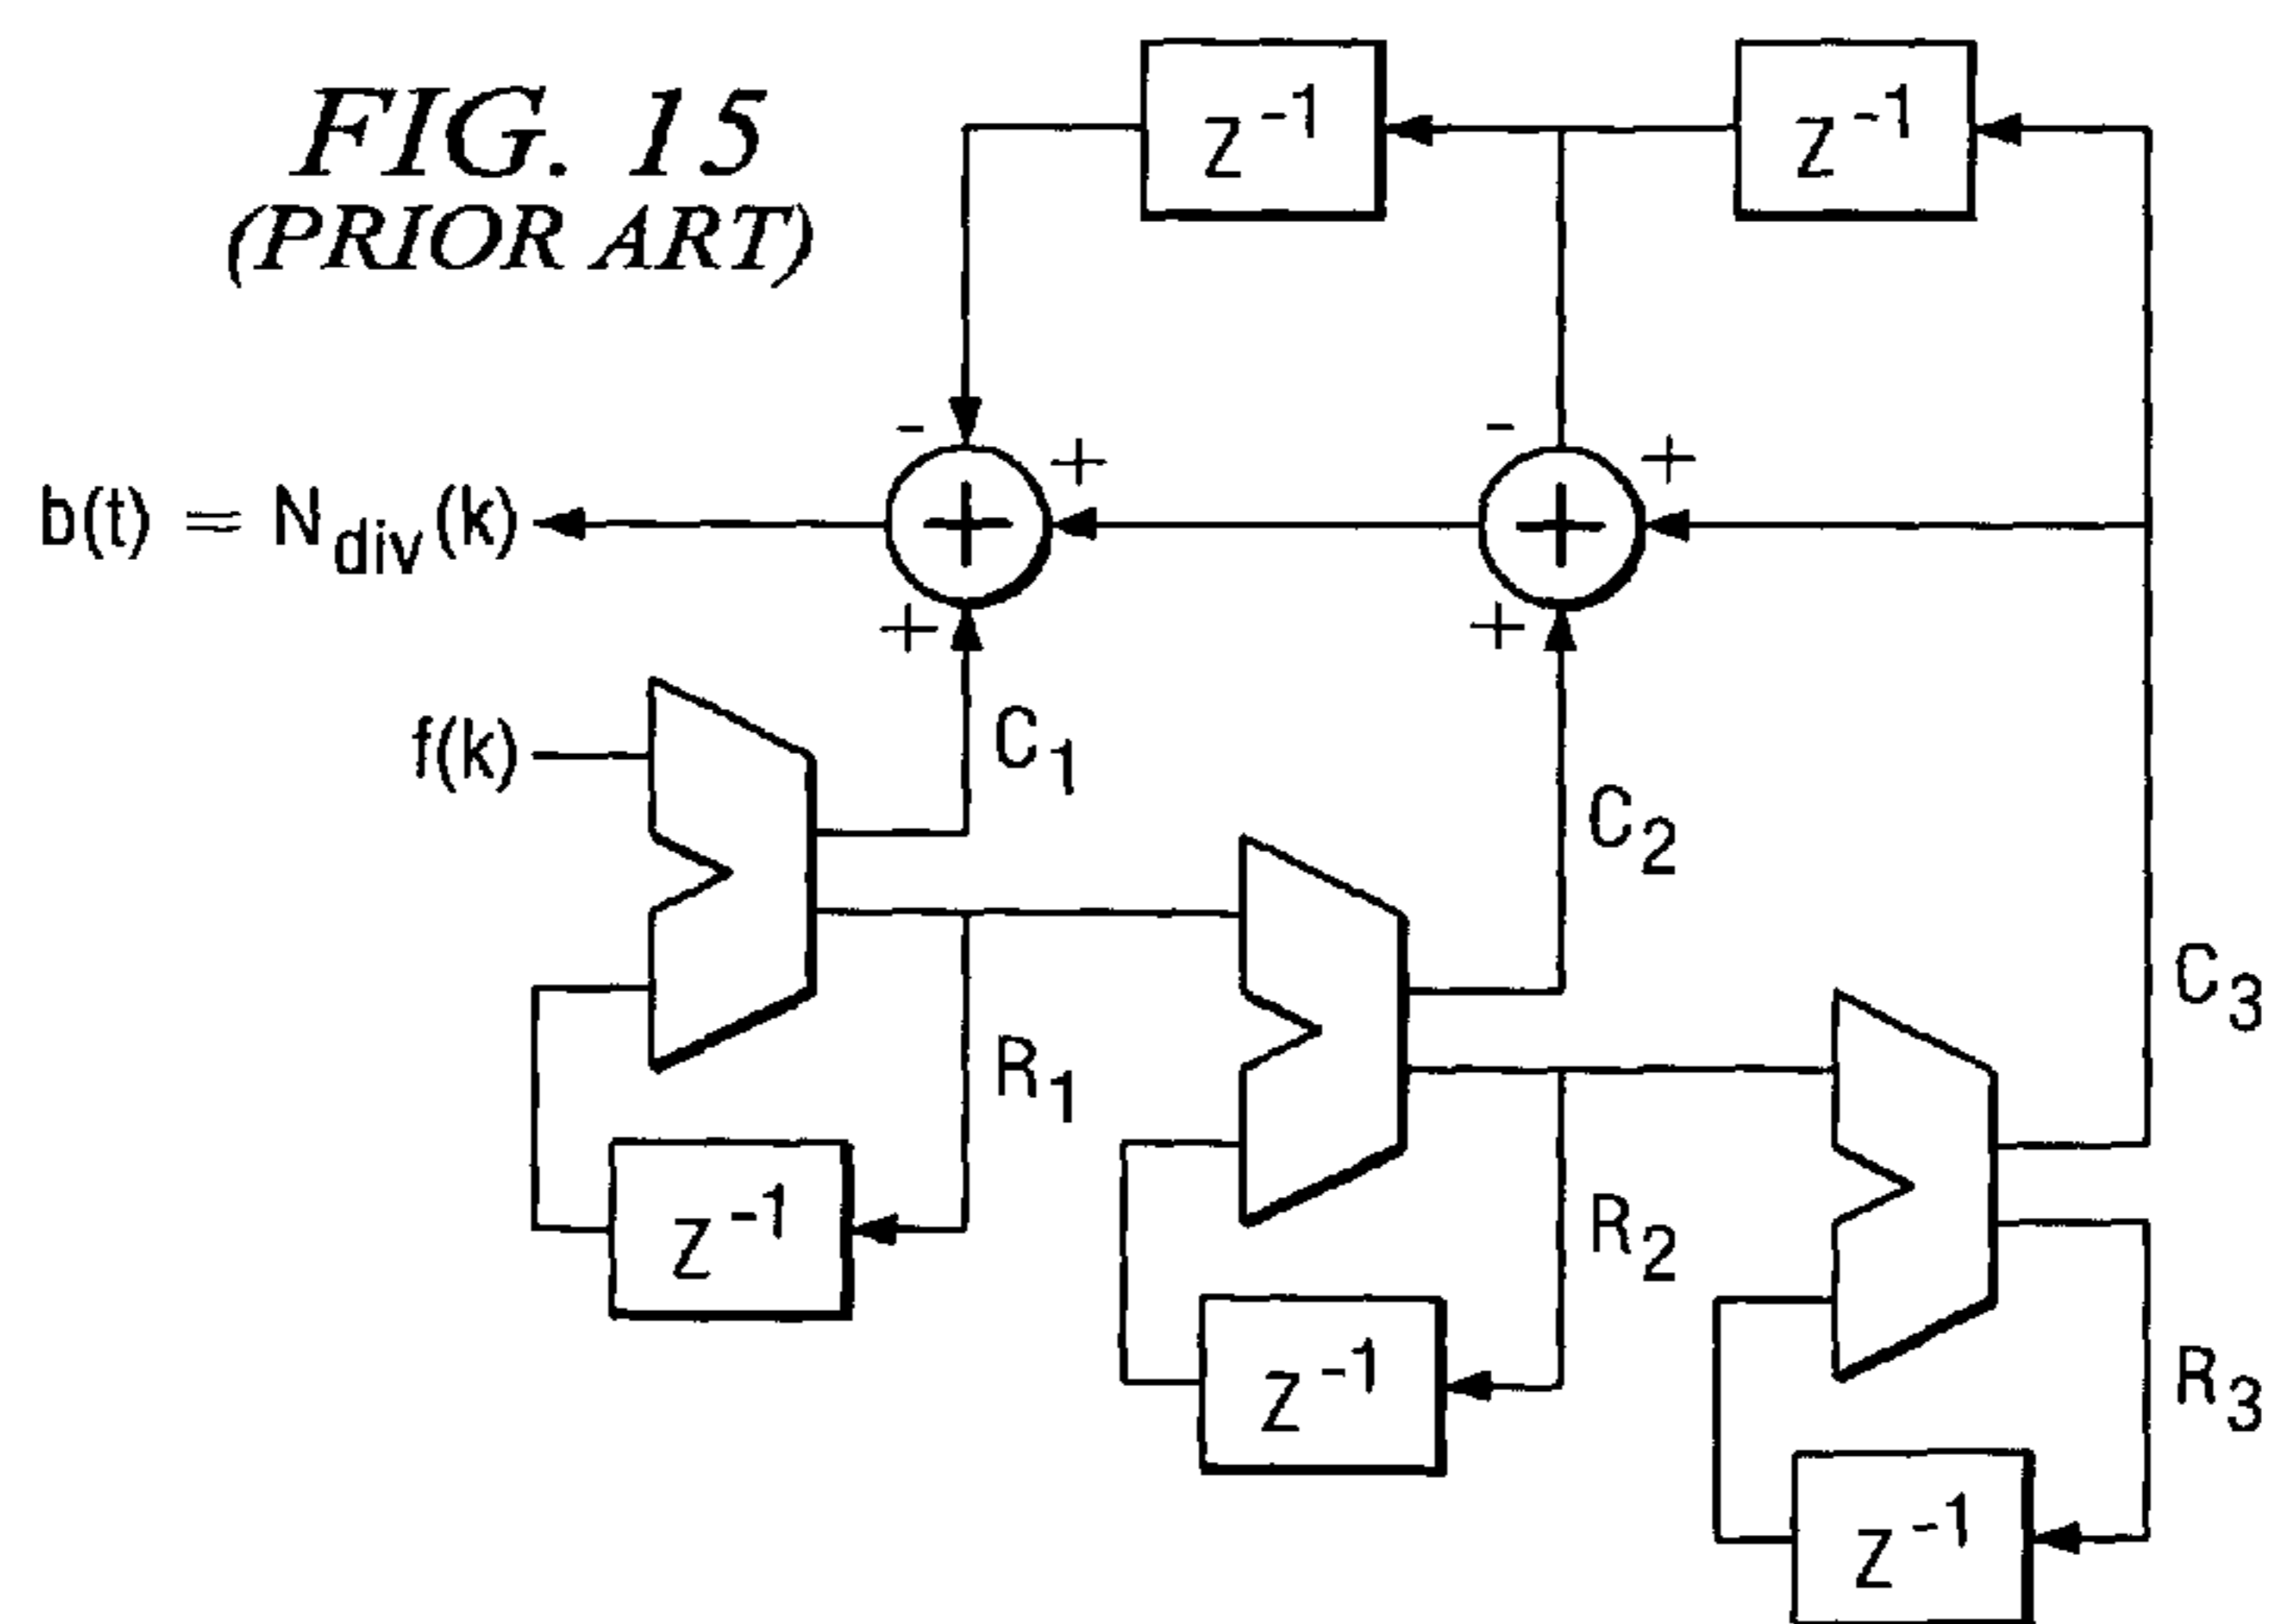 FIG. 15
(PRIOR ART)
z⁻¹
z⁻¹
-
+
-
+
b(t) = N_div(k)
+
+
+
+
f(k)
C₁
C₂
C₃
R₁
R₂
R₃
z⁻¹
z⁻¹
z⁻¹